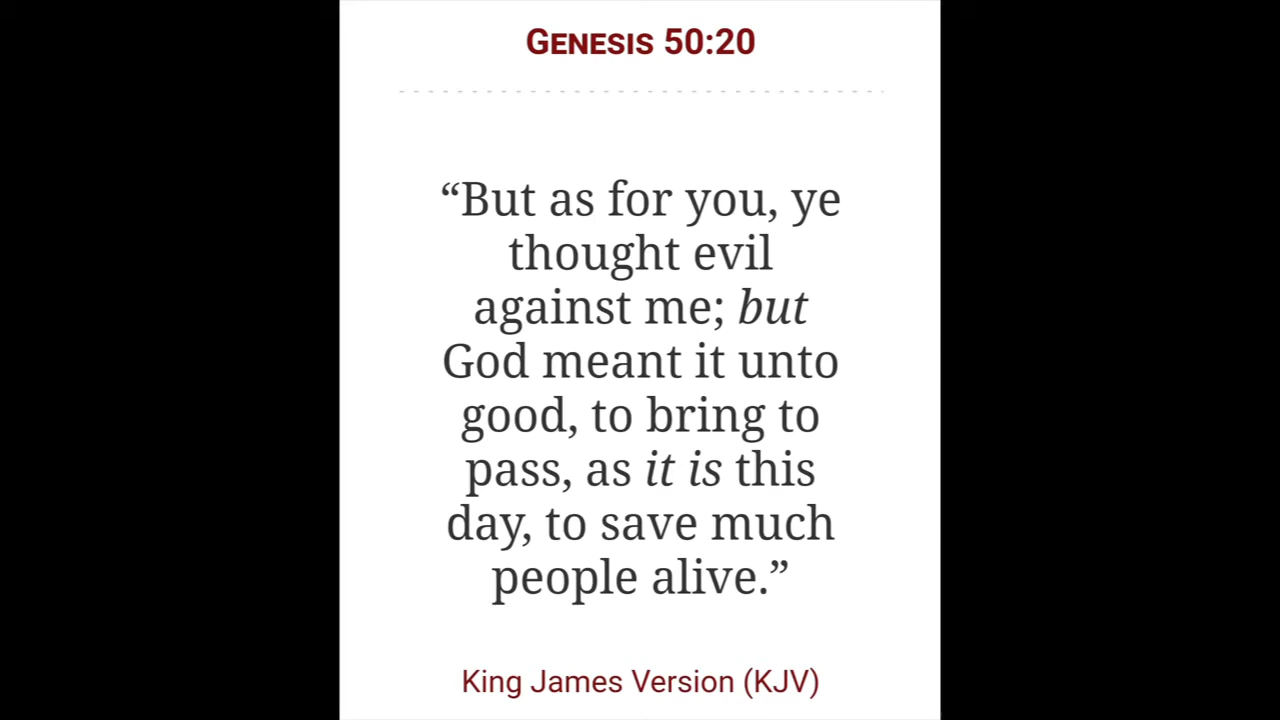 GENESIS 50:20
“But as for you, ye
thought evil
against me; but
God meant it unto
good, to bring to
pass, as it is this
day, to save much
people alive.”
King James Version (KJV)